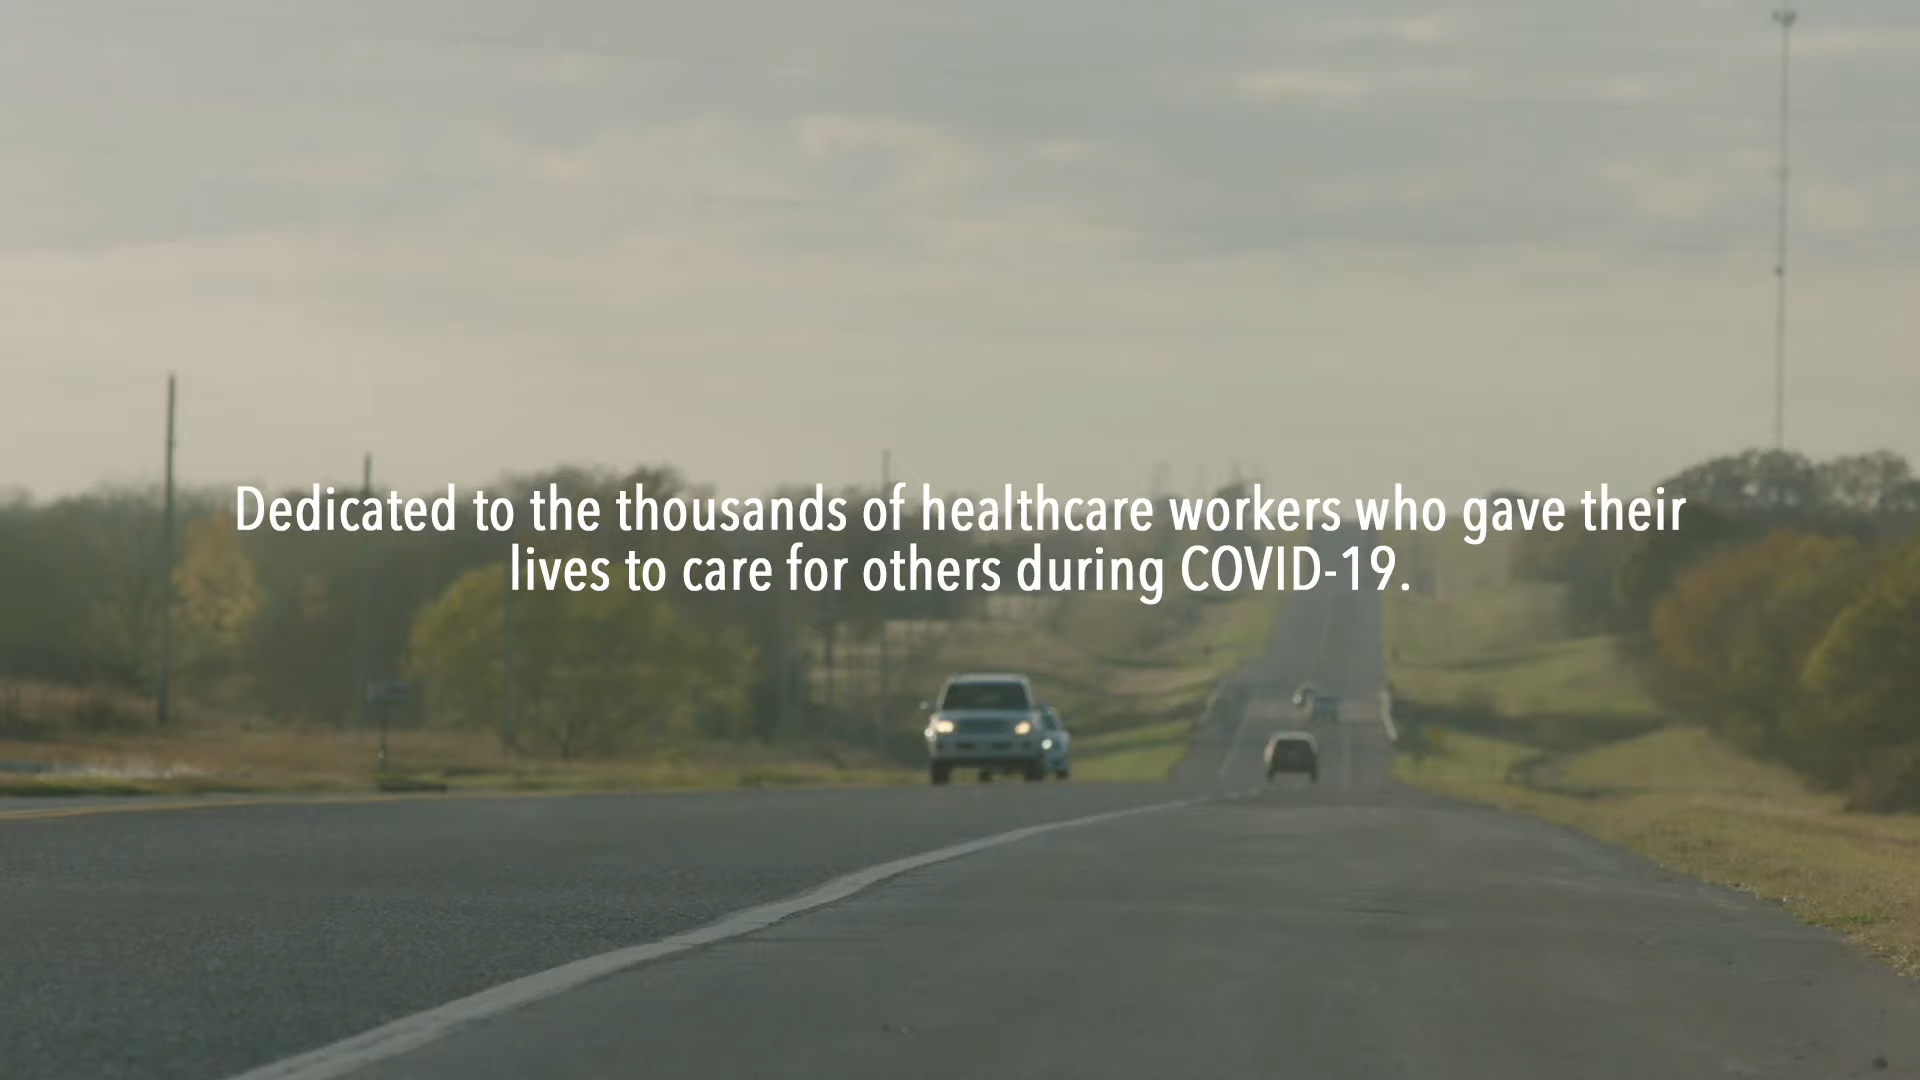 Dedicated to the thousands of healthcare workers who gave their
lives to care for others during COVID-19.